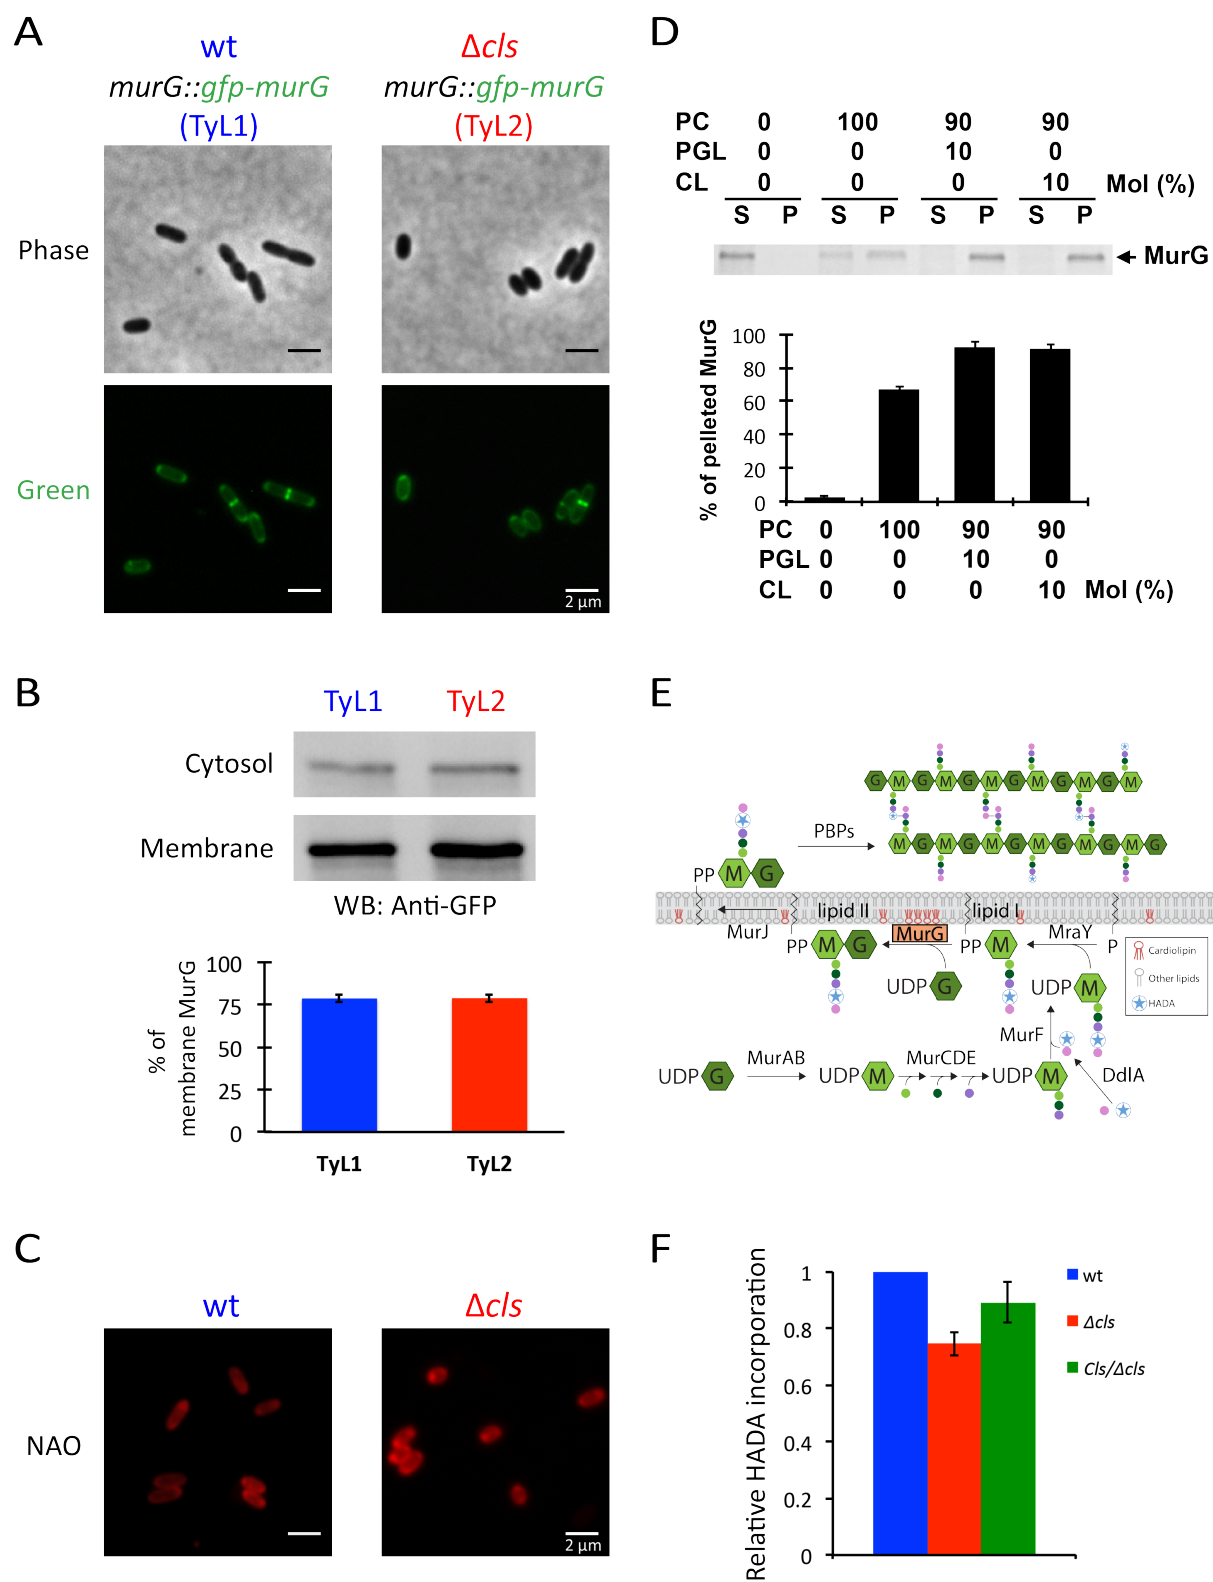 A
wt
Δcls
murG::gfp-murG
murG::gfp-murG
(TyL1)
(TyL2)
Phase
Green
2 µm
B
TyL1
TyL2
Cytosol
Membrane
WB: Anti-GFP
% of
membrane MurG
100
75
50
25
0
TyL1
TyL2
C
wt
Δcls
NAO
2 µm
D
PC 0 100 90 90
PGL 0 0 10 0
CL 0 0 0 10 Mol (%)
S P S P S P S P
MurG
% of pelleted MurG
100
80
60
40
20
0
PC 0 100 90 90
PGL 0 0 10 0
CL 0 0 0 10 Mol (%)
E
G M G M G M G M G M G M
PBPs
M G M G M G M G M G M G
PP M G
lipid II
lipid I
MurJ
MurG
MraY
PP M G
PP M
P
Cardiolipin
Other lipids
HADA
UDP G
UDP M
MurF
MurAB
MurCDE
DdlA
UDP G
UDP M
UDP M
F
Relative HADA incorporation
1
0.8
0.6
0.4
0.2
0
wt
Δcls
Cls/Δcls